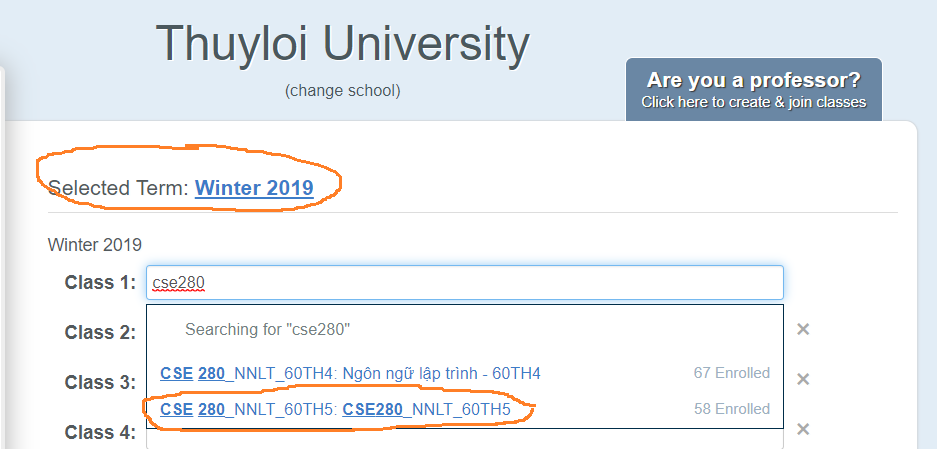 Thuyloi University
(change school)
Are you a professor?
Click here to create & join classes
Selected Term: Winter 2019
Winter 2019
Class 1: cse280
Class 2:
Searching for "cse280"
×
CSE 280_NNLT_60TH4: Ngôn ngữ lập trình - 60TH4 67 Enrolled
Class 3:
×
CSE 280_NNLT_60TH5: CSE280_NNLT_60TH5 58 Enrolled
Class 4:
×